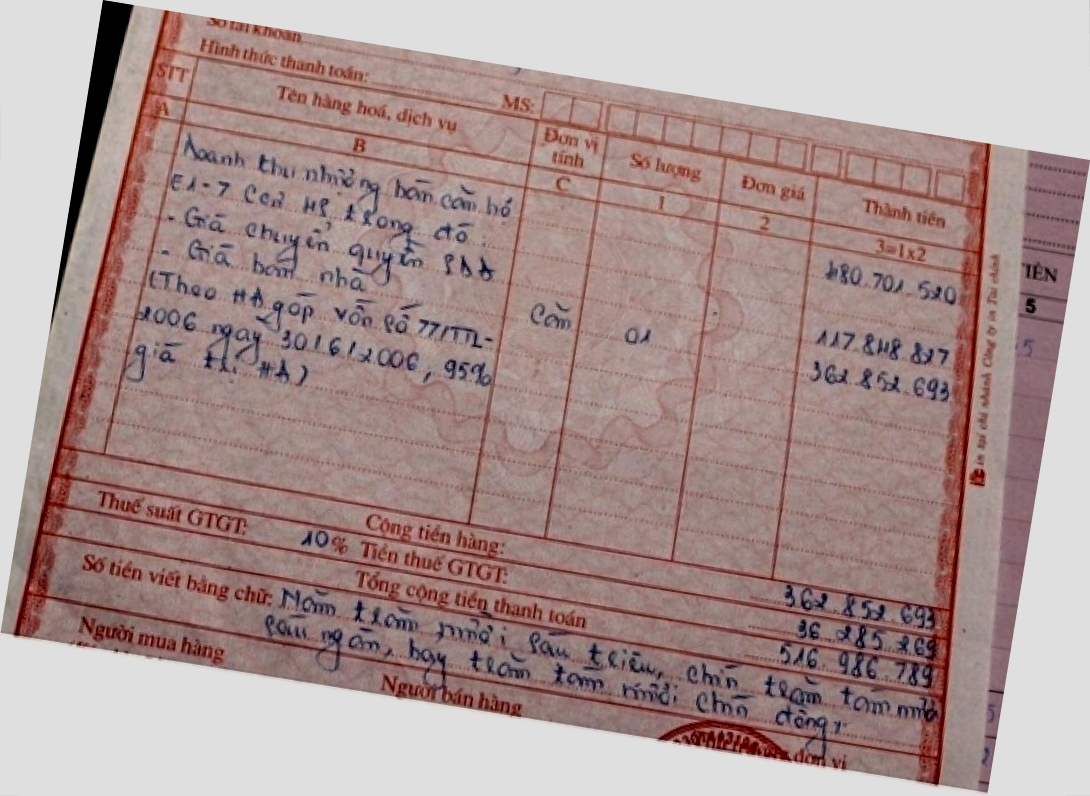 Số tài khoản
Hình thức thanh toán: MS:
STT Tên hàng hoá, dịch vụ Đơn vị tính Số lượng Đơn giá Thành tiền
A B C 1 2 3=1x2
Doanh thu nhượng bán căn hộ 480.701.520
E1-7 trong đó:
- Giá chuyển quyền SDĐ 117.848.827
- Giá bán nhà Căn 01 362.852.693
(Theo HĐ góp vốn số 77/TTL-
2006 ngày 30/6/2006, 95%
giá trị HĐ)
Cộng tiền hàng: 362.852.693
Thuế suất GTGT: 10% Tiền thuế GTGT: 36.285.269
Tổng cộng tiền thanh toán 516.986.789
Số tiền viết bằng chữ: Năm trăm mười sáu triệu, chín trăm tám mươi
sáu ngàn, bảy trăm tám mươi chín đồng,
Người mua hàng Người bán hàng đơn vị
In tại chi nhánh Công ty in Tài chính
TIỀN
5